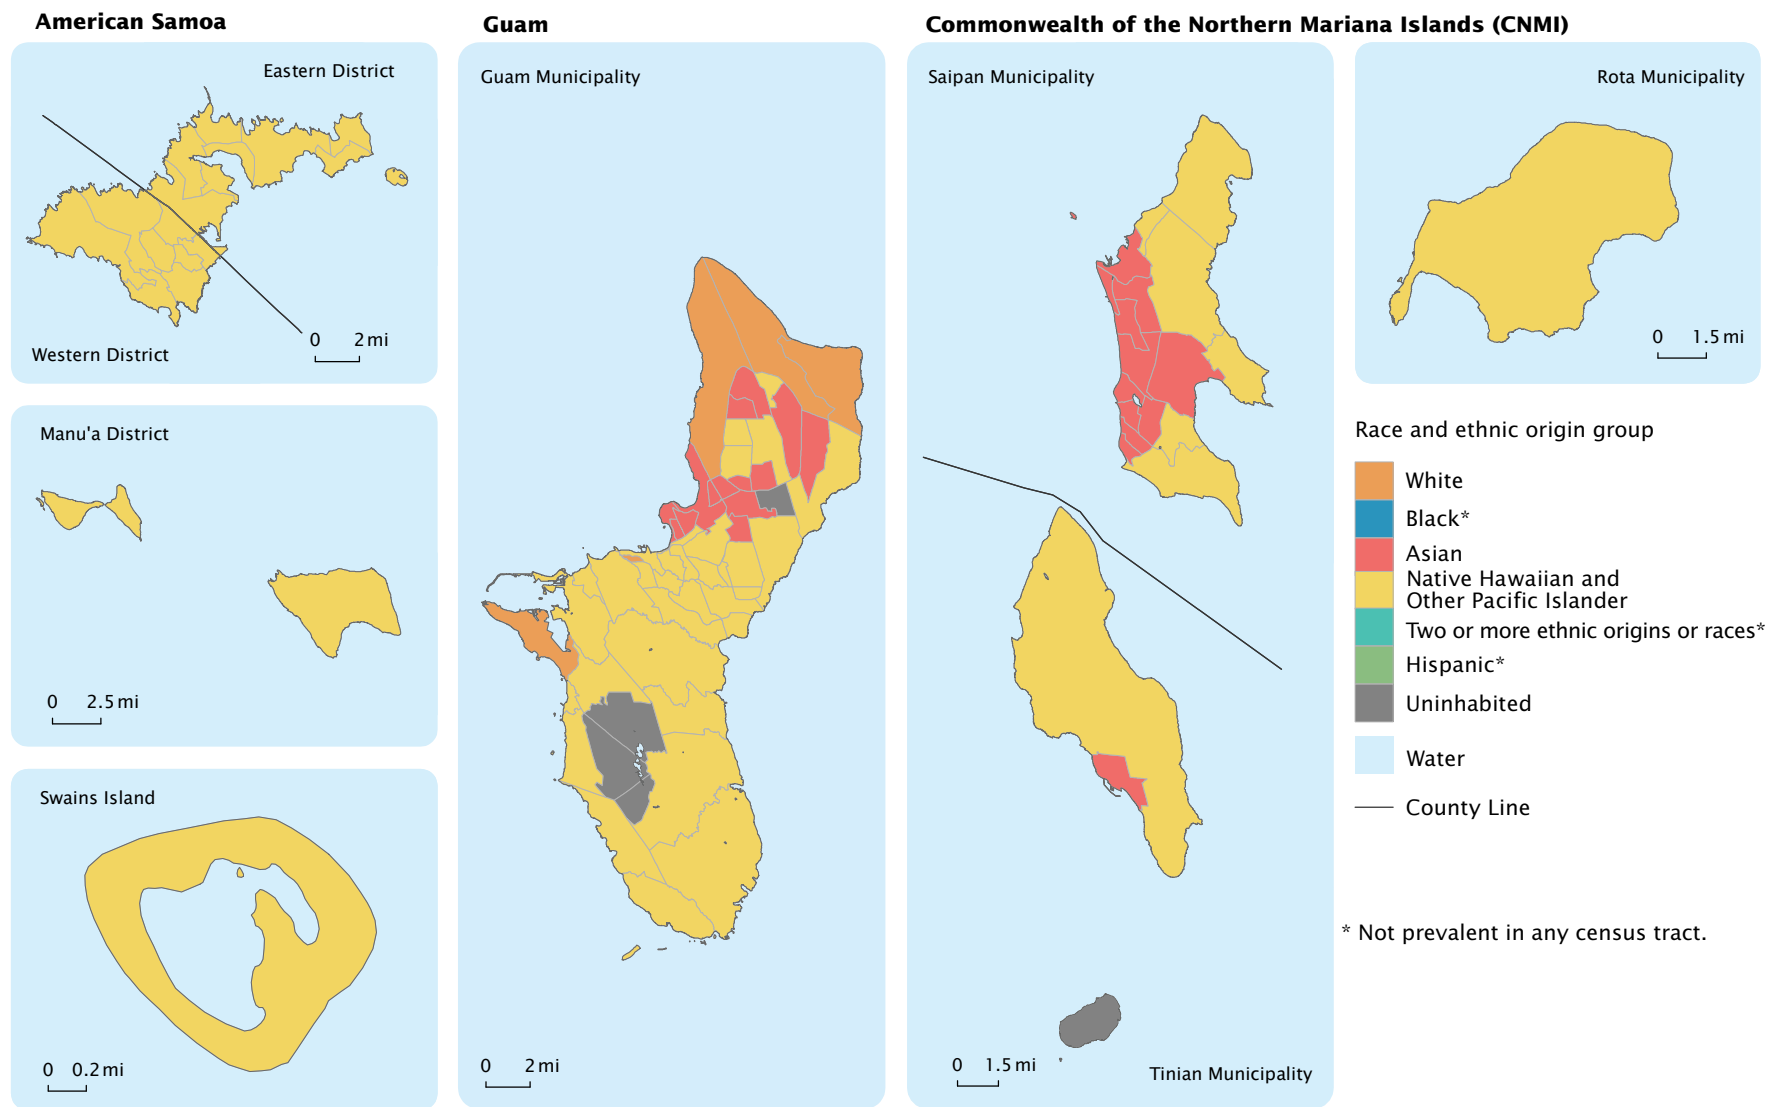 American Samoa
Guam
Commonwealth of the Northern Mariana Islands (CNMI)
Eastern District
Western District
0 2 mi
Manu'a District
0 2.5 mi
Swains Island
0 0.2 mi
Guam Municipality
0 2 mi
Saipan Municipality
0 1.5 mi
Tinian Municipality
Rota Municipality
0 1.5 mi
Race and ethnic origin group
White
Black*
Asian
Native Hawaiian and
Other Pacific Islander
Two or more ethnic origins or races*
Hispanic*
Uninhabited
Water
County Line
* Not prevalent in any census tract.